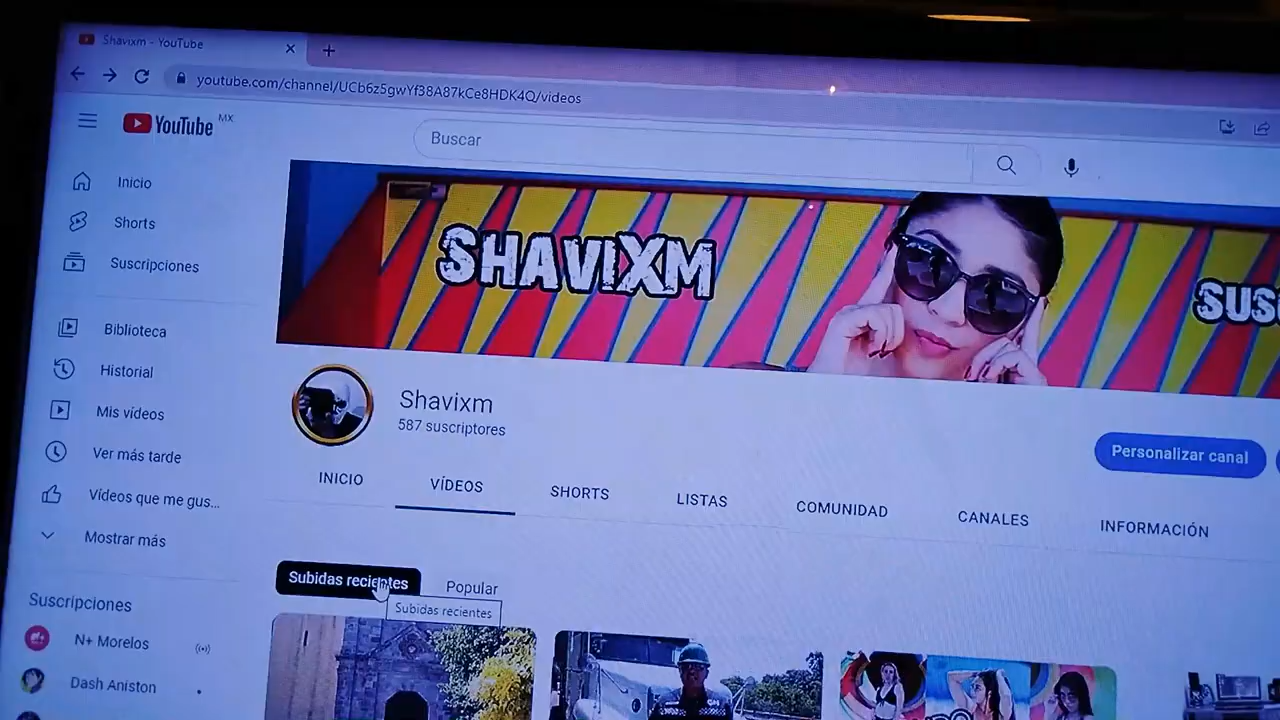 Shavixm - YouTube
youtube.com/channel/UCb6z5gwYf38A87kCe8HDK4Q/videos
YouTube MX
Buscar
Inicio
Shorts
Suscripciones
Biblioteca
Historial
Mis vídeos
Ver más tarde
Vídeos que me gus...
Mostrar más
Suscripciones
N+ Morelos
Dash Aniston
SHAVIXM
SUS
Shavixm
587 suscriptores
Personalizar canal
INICIO VÍDEOS SHORTS LISTAS COMUNIDAD CANALES INFORMACIÓN
Subidas recientes Popular
Subidas recientes